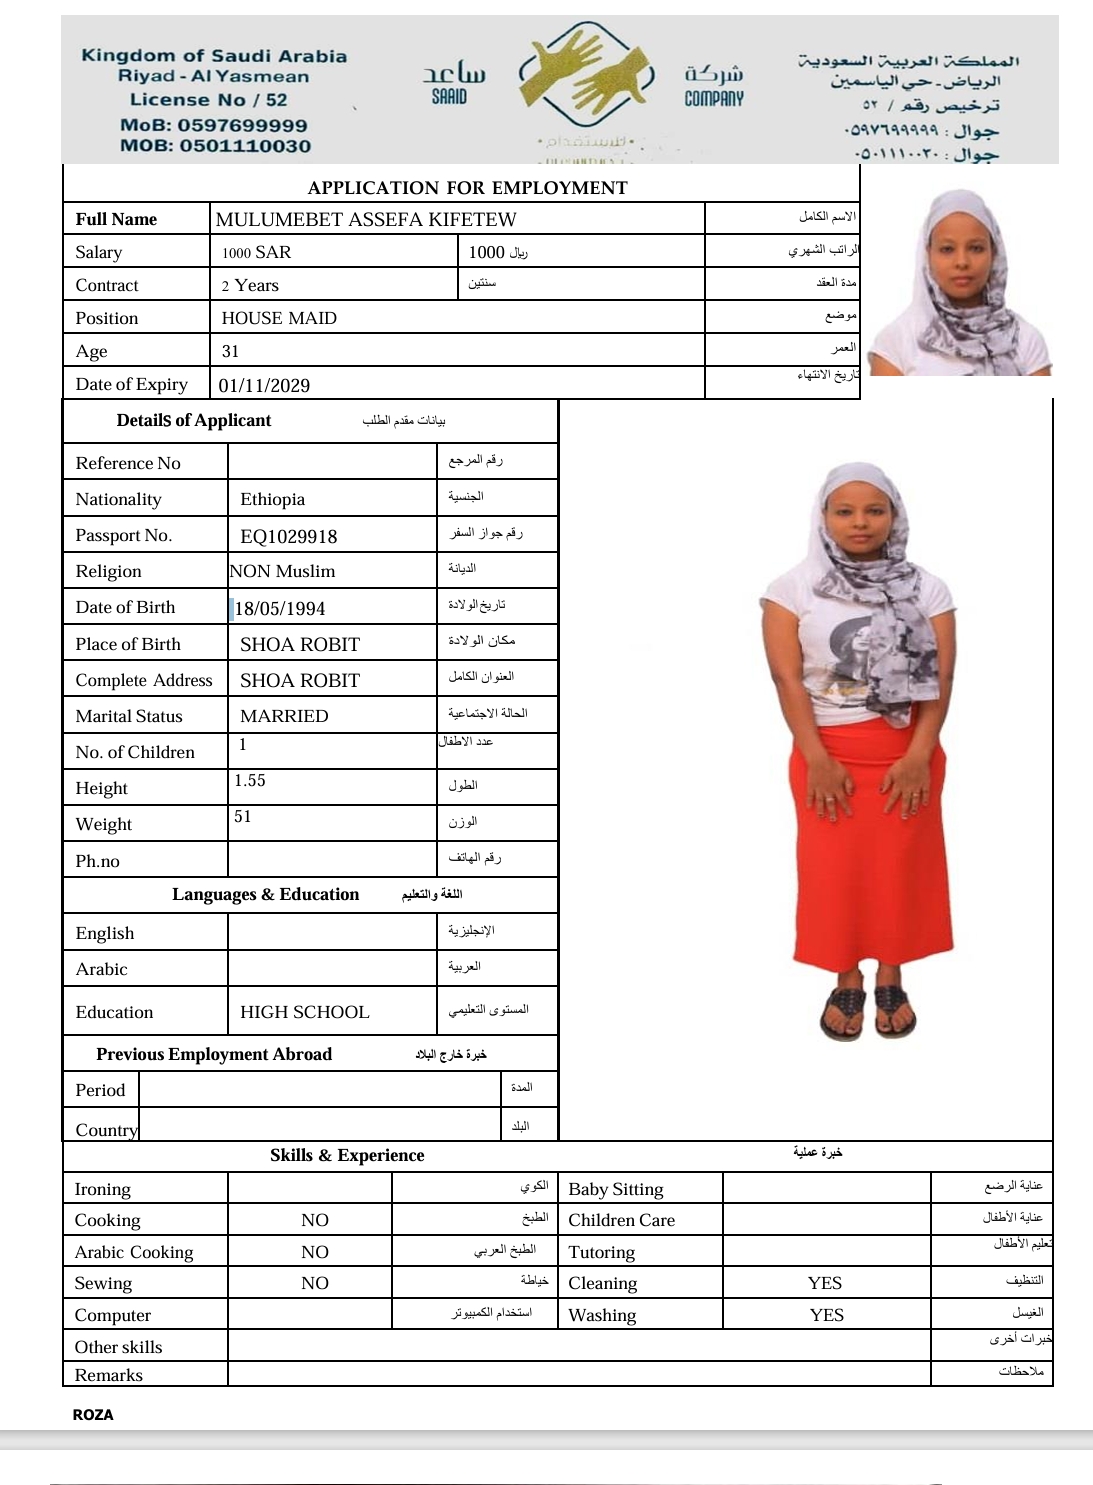 Kingdom of Saudi Arabia
Riyad - Al Yasmean
License No / 52
MoB: 0597699999
MOB: 0501110030
ساعد
SAAID
شركة
COMPANY
للاستقدام
المملكة العربية السعودية
الرياض - حي الياسمين
ترخيص رقم / ٥٢
جوال : ٠٥٩٧٦٩٩٩٩٩
جوال : ٠٥٠١١١٠٠٣٠
APPLICATION FOR EMPLOYMENT
Full Name MULUMEBET ASSEFA KIFETEW الاسم الكامل
Salary 1000 SAR 1000 ريال الراتب الشهري
Contract 2 Years سنتين مدة العقد
Position HOUSE MAID موضع
Age 31 العمر
Date of Expiry 01/11/2029 تاريخ الانتهاء
Details of Applicant بيانات مقدم الطلب
Reference No رقم المرجع
Nationality Ethiopia الجنسية
Passport No. EQ1029918 رقم جواز السفر
Religion NON Muslim الديانة
Date of Birth 18/05/1994 تاريخ الولادة
Place of Birth SHOA ROBIT مكان الولادة
Complete Address SHOA ROBIT العنوان الكامل
Marital Status MARRIED الحالة الاجتماعية
No. of Children 1 عدد الاطفال
Height 1.55 الطول
Weight 51 الوزن
Ph.no رقم الهاتف
Languages & Education اللغة والتعليم
English الإنجليزية
Arabic العربية
Education HIGH SCHOOL المستوى التعليمي
Previous Employment Abroad خبرة خارج البلاد
Period المدة
Country البلد
Skills & Experience خبرة عملية
Ironing الكوي Baby Sitting عناية الرضع
Cooking NO الطبخ Children Care عناية الأطفال
Arabic Cooking NO الطبخ العربي Tutoring تعليم الأطفال
Sewing NO خياطة Cleaning YES التنظيف
Computer استخدام الكمبيوتر Washing YES الغيسل
Other skills خبرات أخرى
Remarks ملاحظات
ROZA